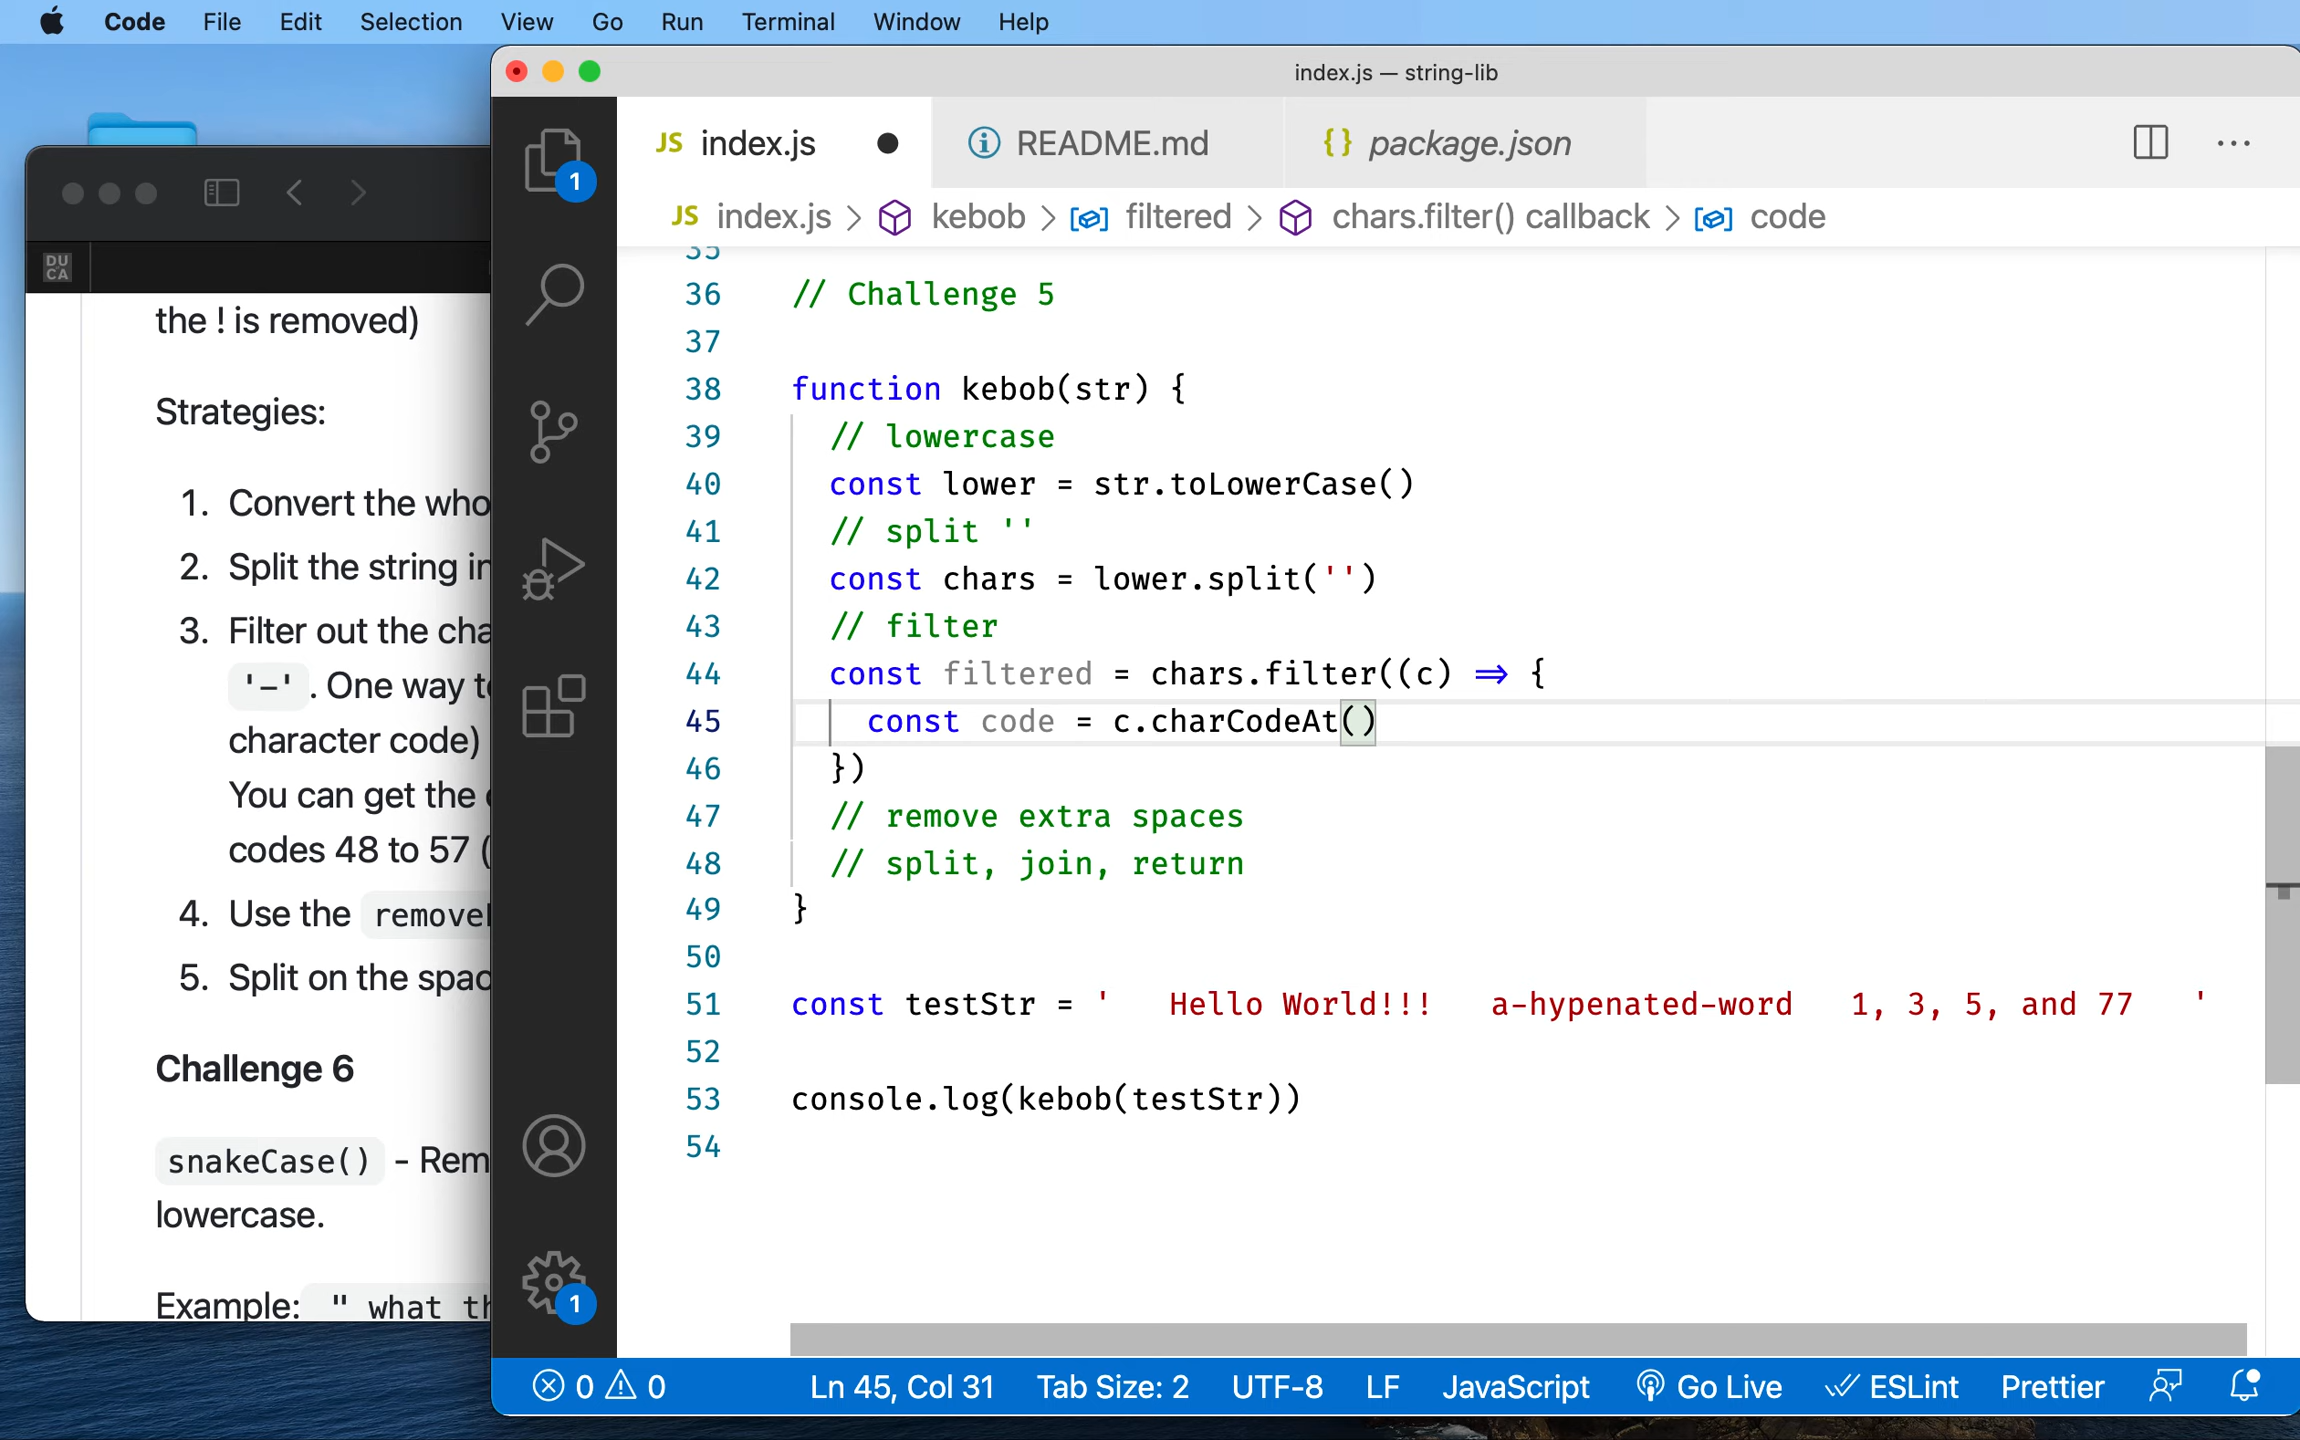 Code File Edit Selection View Go Run Terminal Window Help
index.js — string-lib
JS index.js README.md {} package.json
JS index.js > kebob > filtered > chars.filter() callback > code
DU
CA
the ! is removed)
Strategies:
1. Convert the who
2. Split the string in
3. Filter out the cha
'-' . One way to
character code)
You can get the
codes 48 to 57 (
4. Use the remove
5. Split on the spac
Challenge 6
snakeCase() - Rem
lowercase.
Example: " what th
1
1
35
36 // Challenge 5
37
38 function kebob(str) {
39 // lowercase
40 const lower = str.toLowerCase()
41 // split ''
42 const chars = lower.split('')
43 // filter
44 const filtered = chars.filter((c) => {
45 const code = c.charCodeAt()
46 })
47 // remove extra spaces
48 // split, join, return
49 }
50
51 const testStr = '   Hello World!!!   a-hypenated-word   1, 3, 5, and 77   '
52
53 console.log(kebob(testStr))
54
0 0 Ln 45, Col 31 Tab Size: 2 UTF-8 LF JavaScript Go Live ESLint Prettier